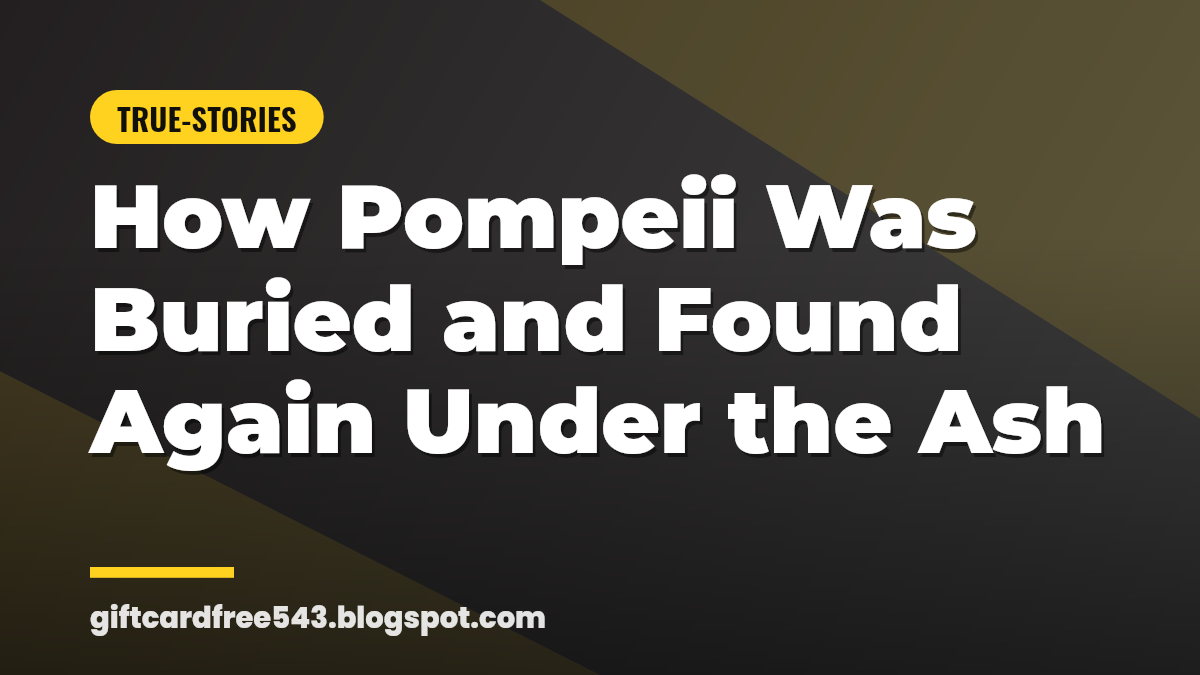 TRUE-STORIES
How Pompeii Was
Buried and Found
Again Under the Ash
giftcardfree543.blogspot.com